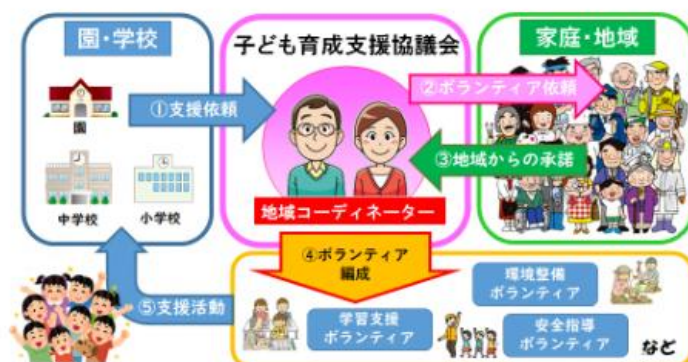 園・学校
子ども育成支援協議会
家庭・地域
①支援依頼
②ボランティア依頼
園
③地域からの承諾
中学校
小学校
地域コーディネーター
④ボランティア
編成
環境整備
ボランティア
⑤支援活動
学習支援
ボランティア
安全指導
ボランティア
など